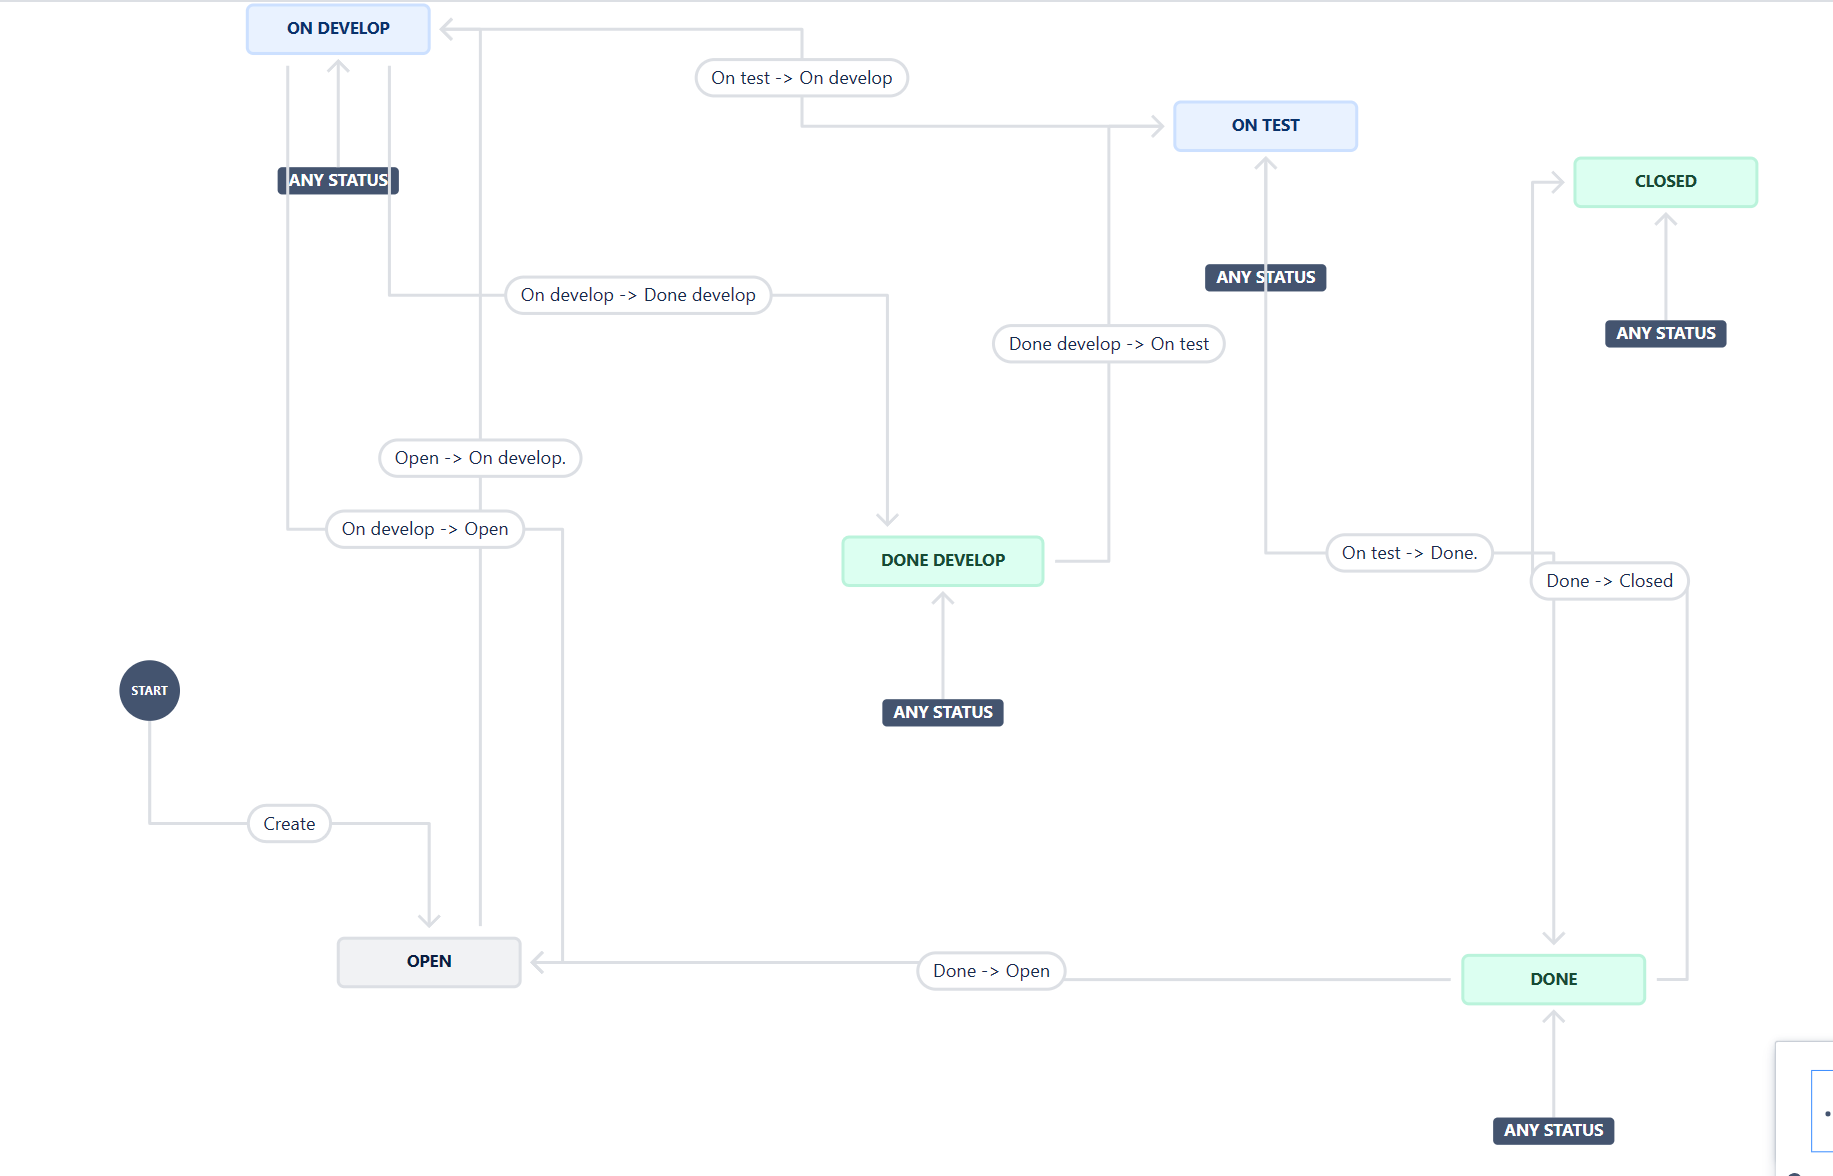 ON DEVELOP
On test -> On develop
ON TEST
ANY STATUS
CLOSED
ANY STATUS
On develop -> Done develop
ANY STATUS
Done develop -> On test
Open -> On develop.
On develop -> Open
On test -> Done.
DONE DEVELOP
Done -> Closed
START
ANY STATUS
Create
OPEN
Done -> Open
DONE
ANY STATUS